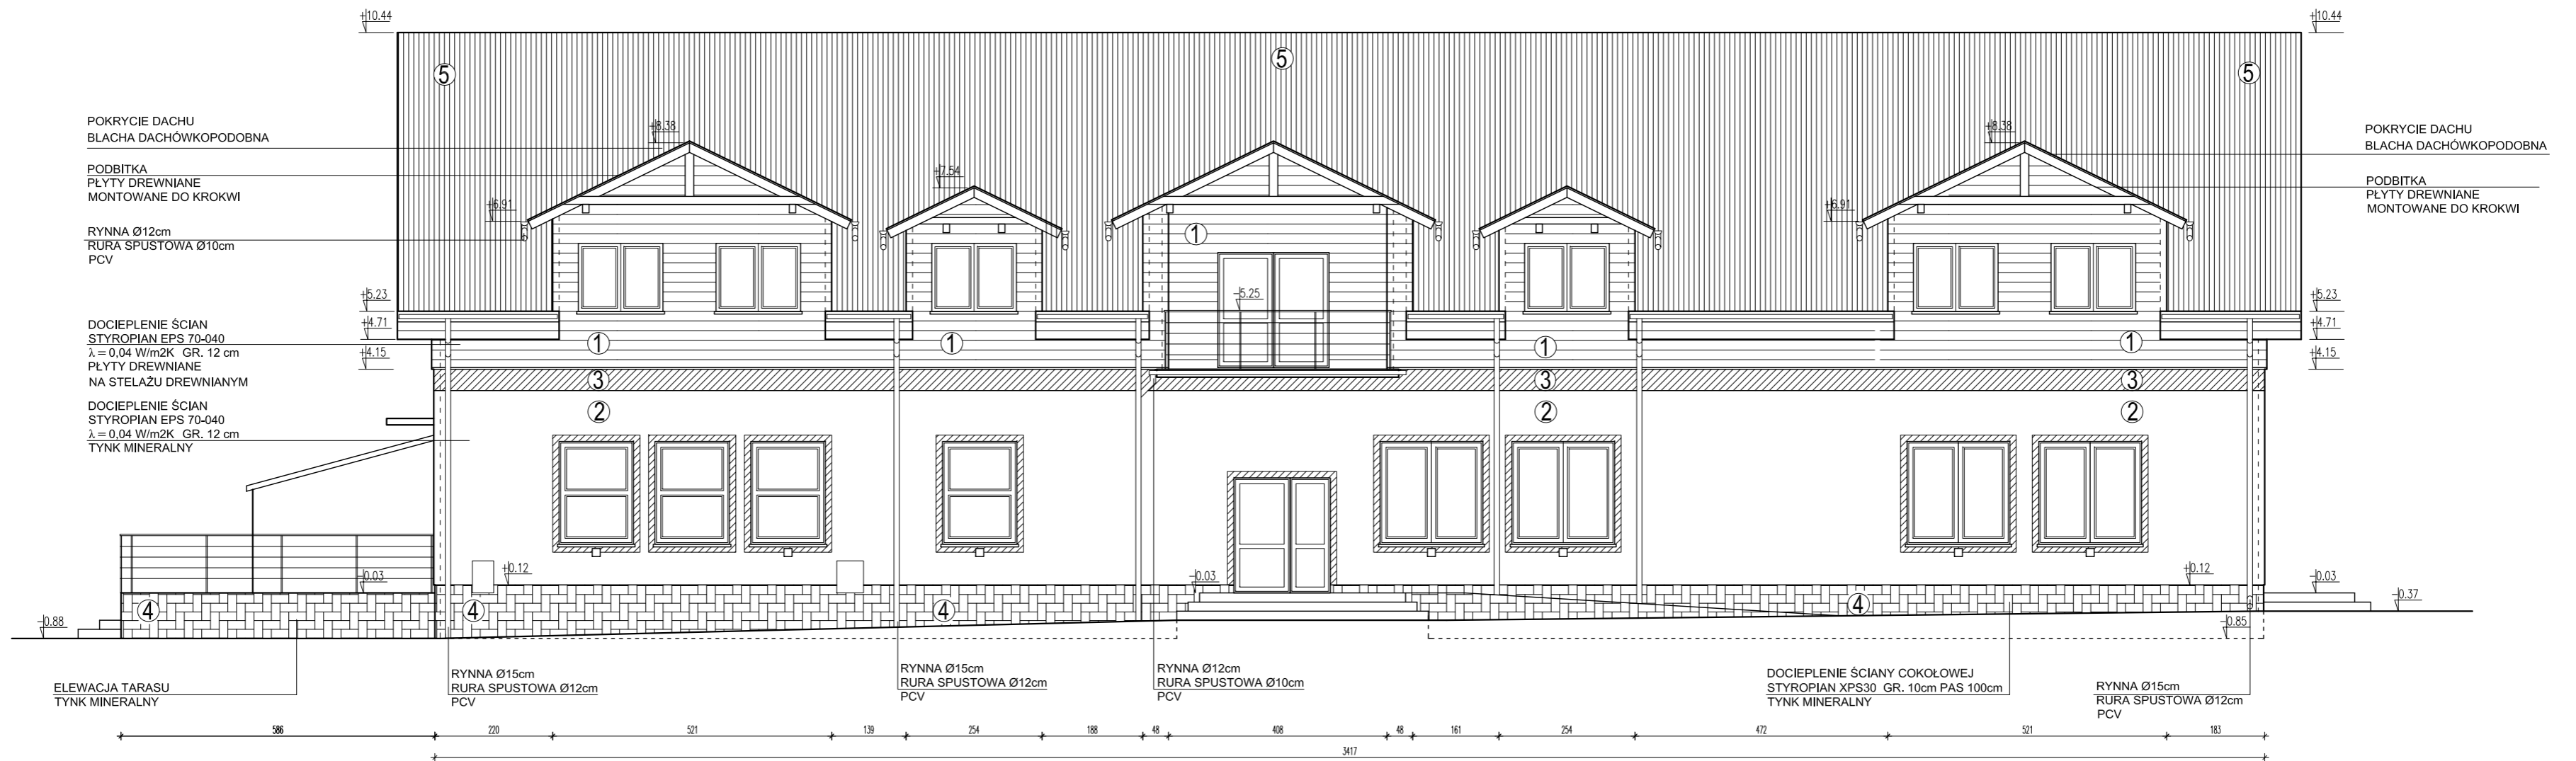 +10.44
+10.44
5
5
5
POKRYCIE DACHU
BLACHA DACHÓWKOPODOBNA
PODBITKA
PŁYTY DREWNIANE
MONTOWANE DO KROKWI
RYNNA Ø12cm
RURA SPUSTOWA Ø10cm
PCV
DOCIEPLENIE ŚCIAN
STYROPIAN EPS 70-040
λ = 0,04 W/m2K GR. 12 cm
PŁYTY DREWNIANE
NA STELAŻU DREWNIANYM
DOCIEPLENIE ŚCIAN
STYROPIAN EPS 70-040
λ = 0,04 W/m2K GR. 12 cm
TYNK MINERALNY
+8.38
+7.54
+6.91
+8.38
+6.91
POKRYCIE DACHU
BLACHA DACHÓWKOPODOBNA
PODBITKA
PŁYTY DREWNIANE
MONTOWANE DO KROKWI
1
-5.25
+5.23
+4.71
+4.15
+5.23
+4.71
+4.15
1
1
1
1
3
3
3
2
2
2
-0.03
+0.12
-0.03
+0.12
-0.03
-0.37
-0.88
-0.85
4
4
4
4
ELEWACJA TARASU
TYNK MINERALNY
RYNNA Ø15cm
RURA SPUSTOWA Ø12cm
PCV
RYNNA Ø15cm
RURA SPUSTOWA Ø12cm
PCV
RYNNA Ø12cm
RURA SPUSTOWA Ø10cm
PCV
DOCIEPLENIE ŚCIANY COKOŁOWEJ
STYROPIAN XPS30 GR. 10cm PAS 100cm
TYNK MINERALNY
RYNNA Ø15cm
RURA SPUSTOWA Ø12cm
PCV
586 220 521 139 254 188 48 408 48 161 254 472 521 183
3417